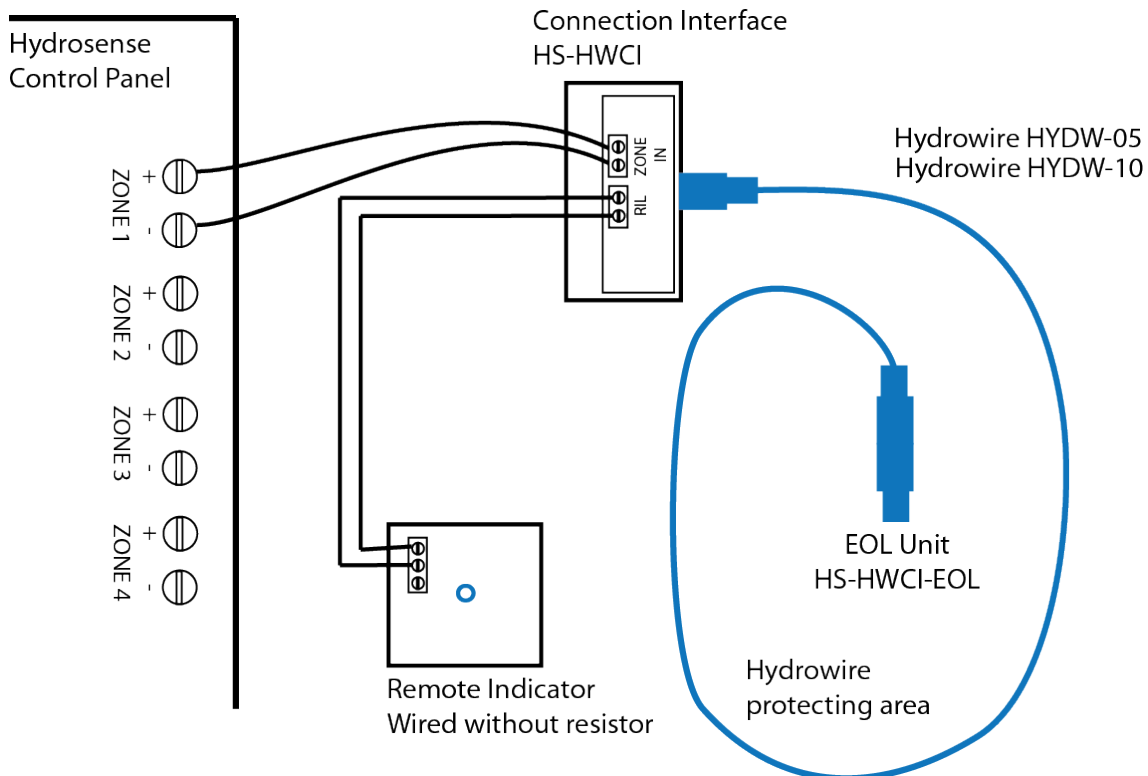 Hydrosense
Control Panel
Connection Interface
HS-HWCI
Hydrowire HYDW-05
Hydrowire HYDW-10
ZONE
IN
RIL
+
ZONE 1
-
+
ZONE 2
-
+
ZONE 3
-
+
ZONE 4
-
EOL Unit
HS-HWCI-EOL
Remote Indicator
Wired without resistor
Hydrowire
protecting area